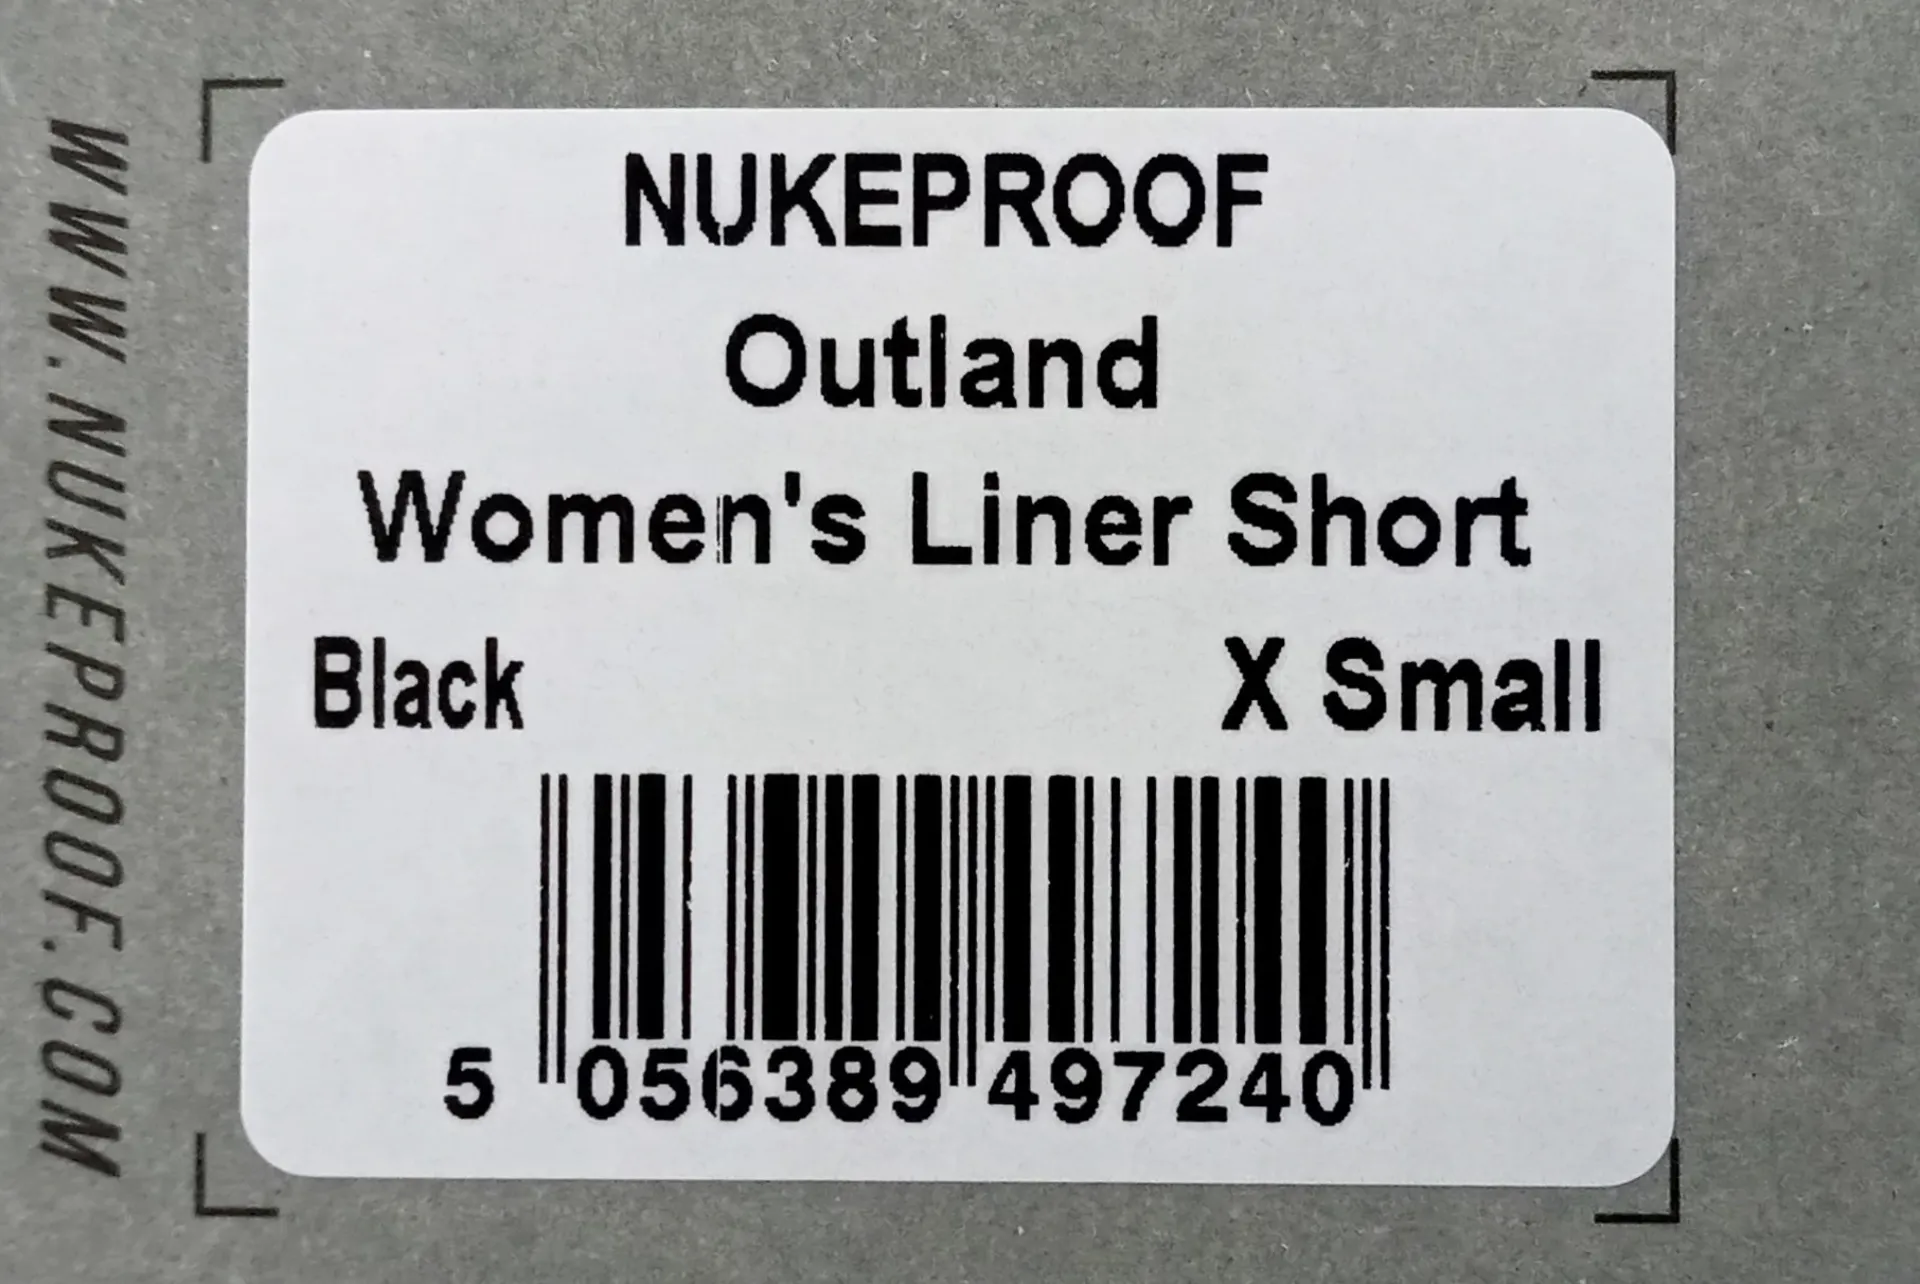 WWW.NUKEPROOF.COM
NUKEPROOF
Outland
Women's Liner Short
Black X Small
5 056389 497240